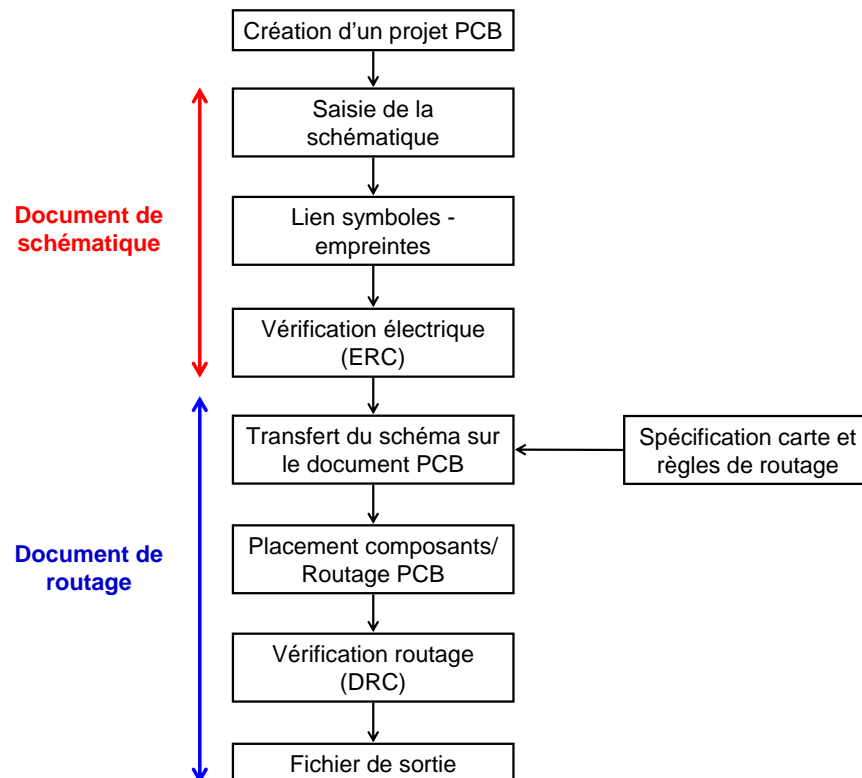 Création d'un projet PCB
Saisie de la
schématique
Lien symboles -
empreintes
Document de
schématique
Vérification électrique
(ERC)
Transfert du schéma sur
le document PCB
Spécification carte et
règles de routage
Placement composants/
Routage PCB
Document de
routage
Vérification routage
(DRC)
Fichier de sortie